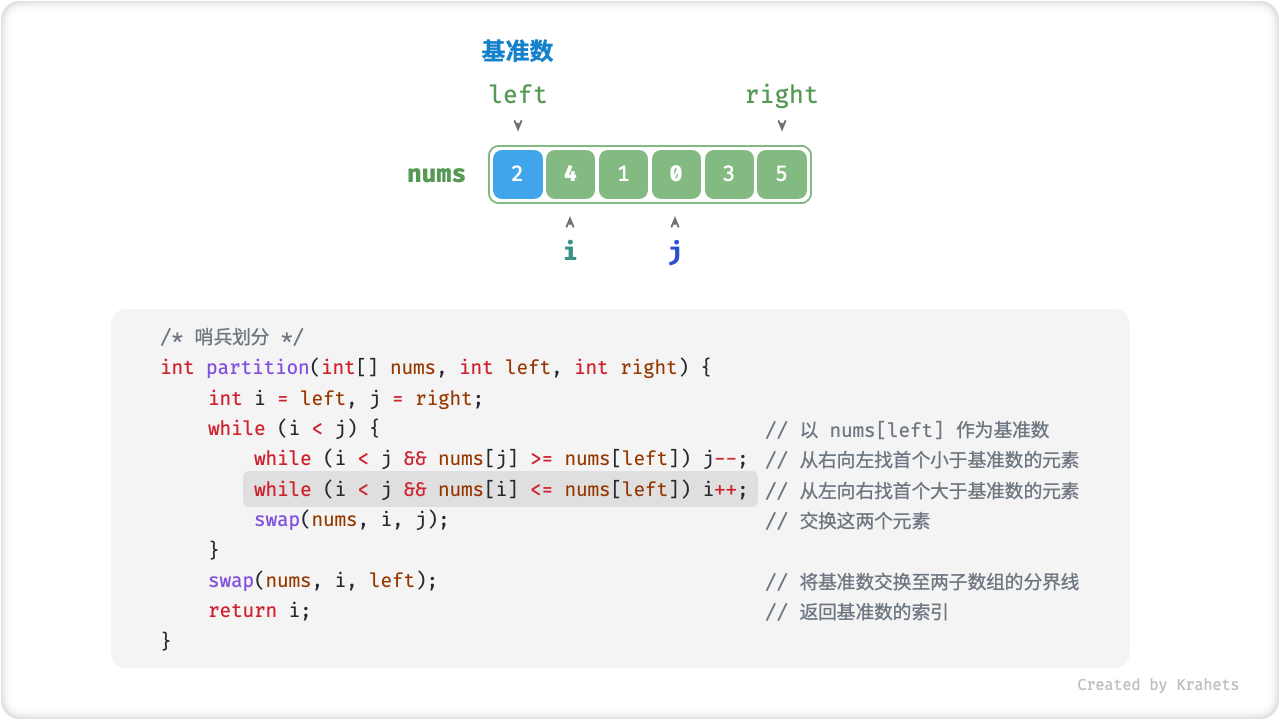 基准数
left right
nums 2 4 1 0 3 5
i j
/* 哨兵划分 */
int partition(int[] nums, int left, int right) {
    int i = left, j = right;
    while (i < j) { // 以 nums[left] 作为基准数
        while (i < j && nums[j] >= nums[left]) j--; // 从右向左找首个小于基准数的元素
        while (i < j && nums[i] <= nums[left]) i++; // 从左向右找首个大于基准数的元素
        swap(nums, i, j); // 交换这两个元素
    }
    swap(nums, i, left); // 将基准数交换至两子数组的分界线
    return i; // 返回基准数的索引
}
Created by Krahets